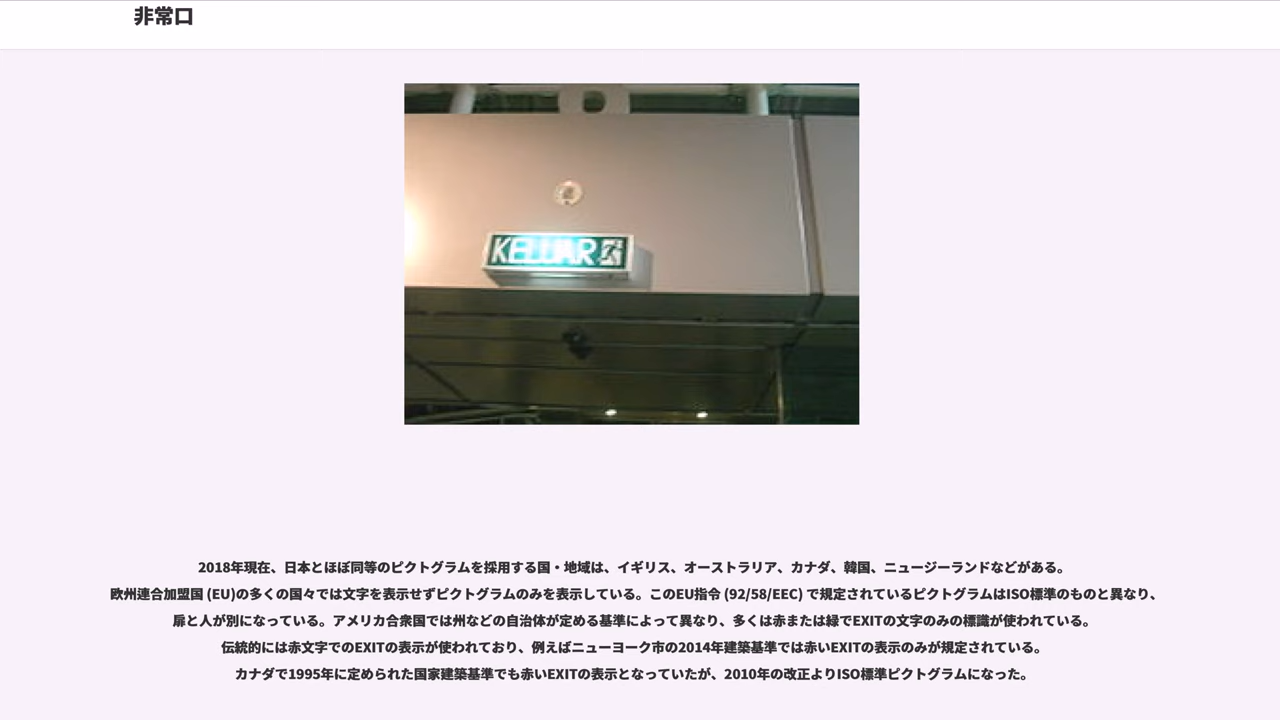 非常口
KELUAR
2018年現在、日本とほぼ同等のピクトグラムを採用する国・地域は、イギリス、オーストラリア、カナダ、韓国、ニュージーランドなどがある。
欧州連合加盟国 (EU)の多くの国々では文字を表示せずピクトグラムのみを表示している。このEU指令 (92/58/EEC) で規定されているピクトグラムはISO標準のものと異なり、
扉と人が別になっている。アメリカ合衆国では州などの自治体が定める基準によって異なり、多くは赤または緑でEXITの文字のみの標識が使われている。
伝統的には赤文字でのEXITの表示が使われており、例えばニューヨーク市の2014年建築基準では赤いEXITの表示のみが規定されている。
カナダで1995年に定められた国家建築基準でも赤いEXITの表示となっていたが、2010年の改正よりISO標準ピクトグラムになった。